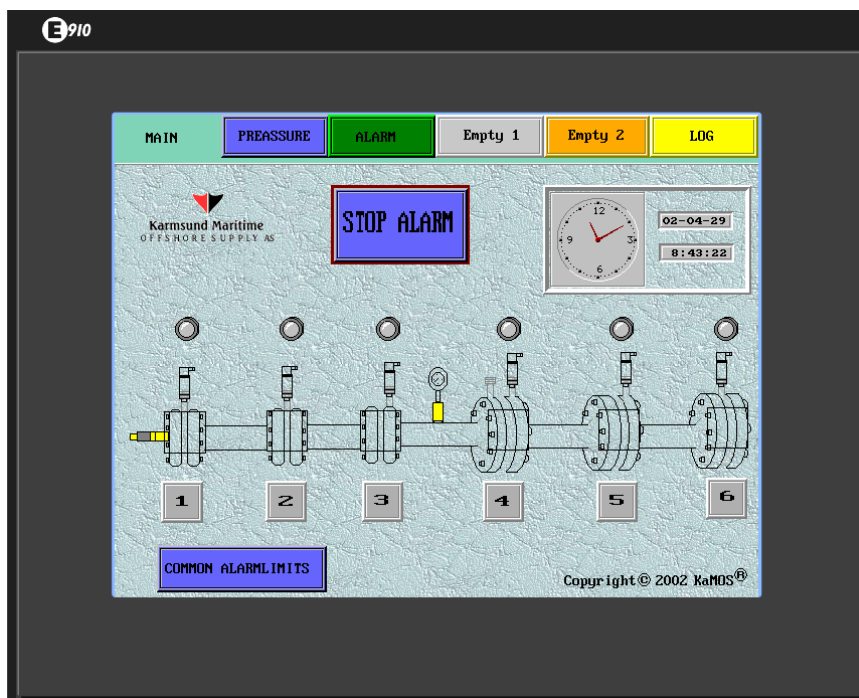 E910
MAIN
PREASSURE
ALARM
Empty 1
Empty 2
LOG
Karmsund Maritime
OFFSHORE SUPPLY AS
STOP ALARM
12
9
3
6
02-04-29
8:43:22
1
2
3
4
5
6
COMMON ALARMLIMITS
Copyright © 2002 KaMOS®